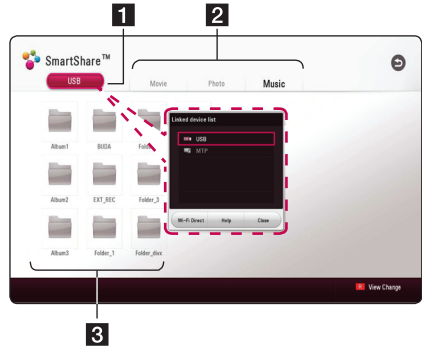 1
2
SmartShare™
USB
Movie
Photo
Music
Linked device list
USB
MTP
Wi-Fi Direct
Help
Close
Album1
BUDA
Album2
EXT_REC
Folder_3
Album3
Folder_1
Folder_divx
View Change
3